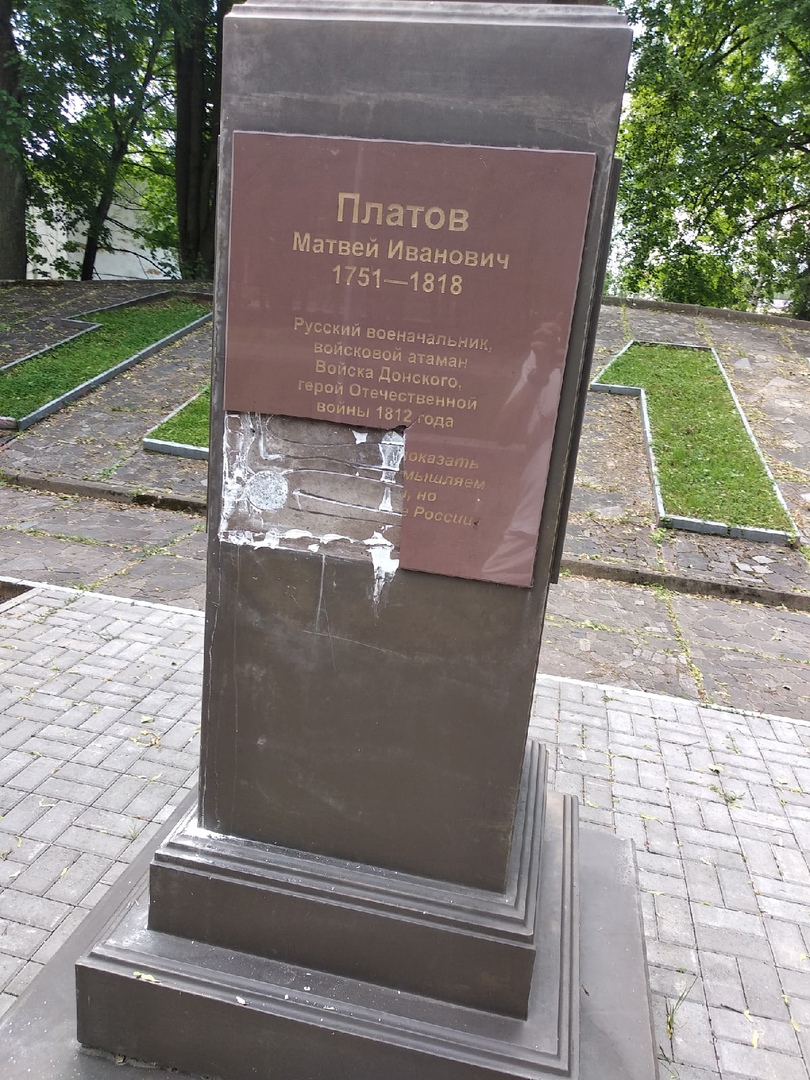 Платов
Матвей Иванович
1751—1818
Русский военачальник,
войсковой атаман
Войска Донского,
герой Отечественной
войны 1812 года
оказать
мышляем
, но
России